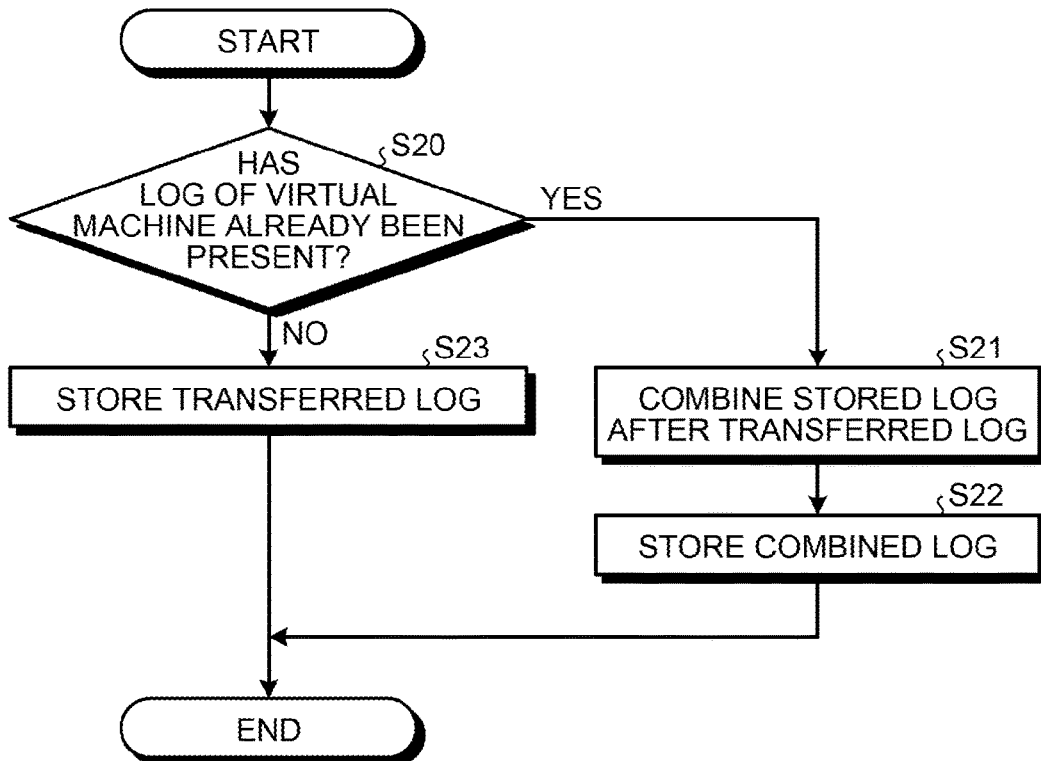 START
S20
HAS
LOG OF VIRTUAL
MACHINE ALREADY BEEN
PRESENT?
YES
NO
S23
STORE TRANSFERRED LOG
S21
COMBINE STORED LOG
AFTER TRANSFERRED LOG
S22
STORE COMBINED LOG
END